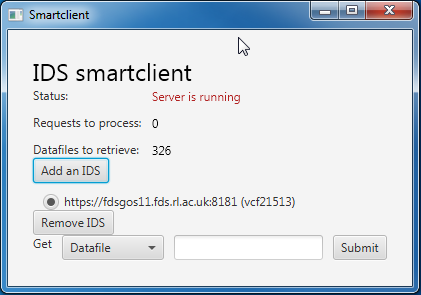 Smartclient
IDS smartclient
Status: Server is running
Requests to process: 0
Datafiles to retrieve: 326
Add an IDS
https://fdsgos11.fds.rl.ac.uk:8181 (vcf21513)
Remove IDS
Get Datafile Submit